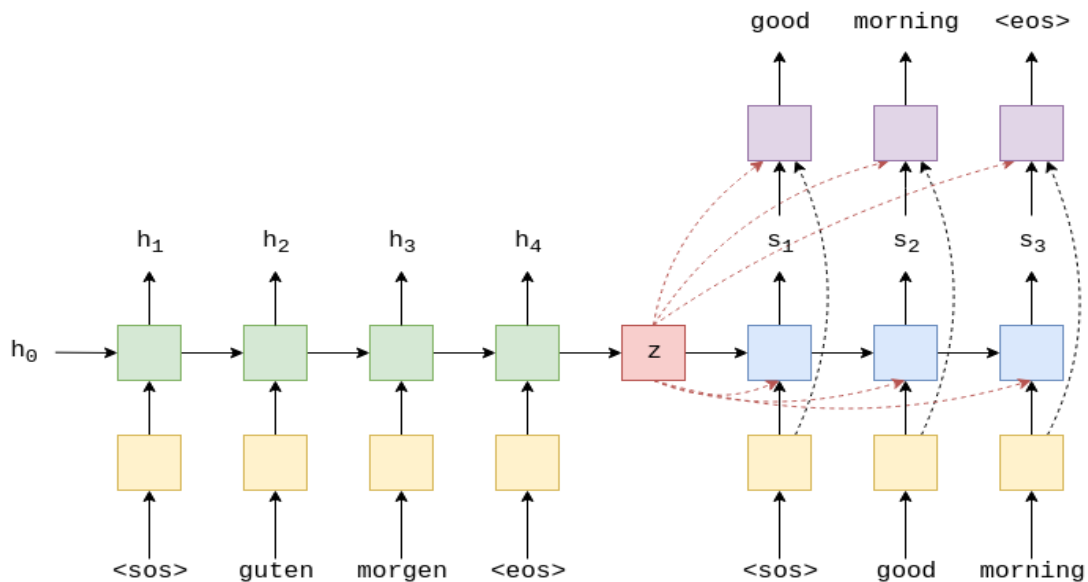 good morning <eos>
h₁ h₂ h₃ h₄ s₁ s₂ s₃
h₀ z
<sos> guten morgen <eos> <sos> good morning